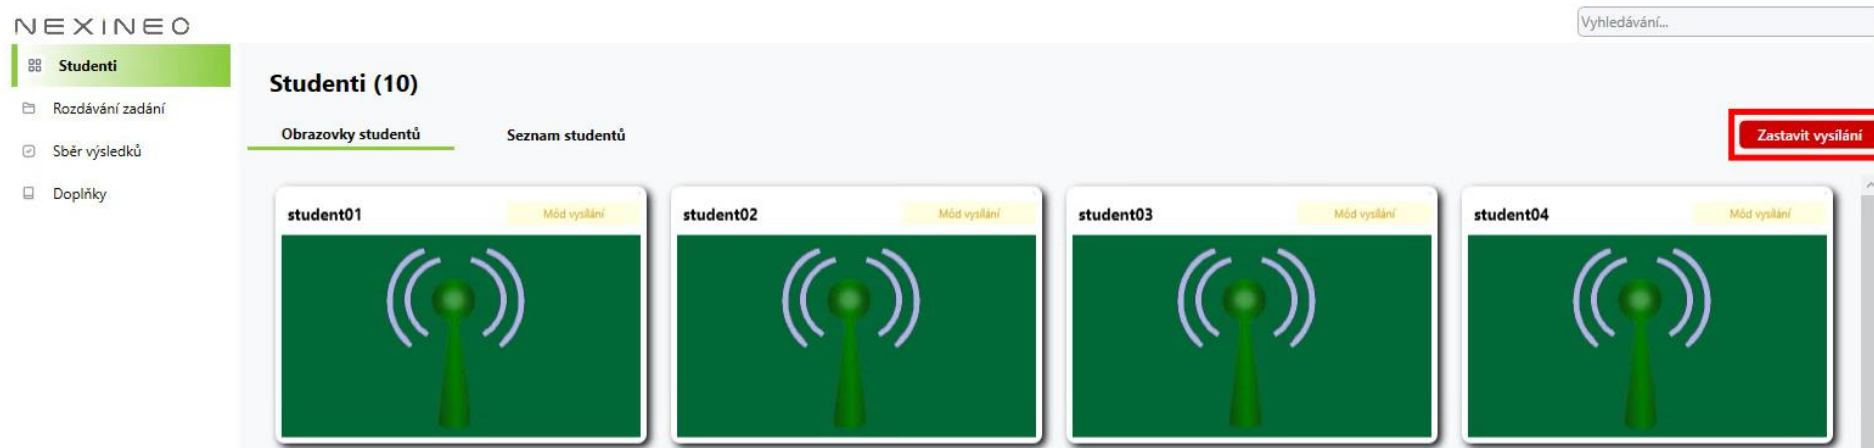 NEXINEO
Vyhledávání...
Studenti
Rozdávání zadání
Sběr výsledků
Doplňky
Studenti (10)
Obrazovky studentů
Seznam studentů
Zastavit vysílání
student01
Mód vysílání
student02
Mód vysílání
student03
Mód vysílání
student04
Mód vysílání